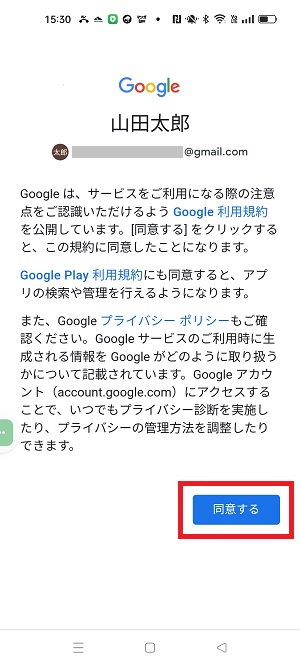 15:30
Google
山田太郎
太郎 @gmail.com
Google は、サービスをご利用になる際の注意
点をご認識いただけるよう Google 利用規約
を公開しています。[同意する] をクリックする
と、この規約に同意したことになります。
Google Play 利用規約にも同意すると、アプ
リの検索や管理を行えるようになります。
また、Google プライバシー ポリシーもご確
認ください。Google サービスのご利用時に生
成される情報を Google がどのように取り扱う
かについて記載されています。Google アカウ
ント（account.google.com）にアクセスする
ことで、いつでもプライバシー診断を実施し
たり、プライバシーの管理方法を調整したり
できます。
同意する